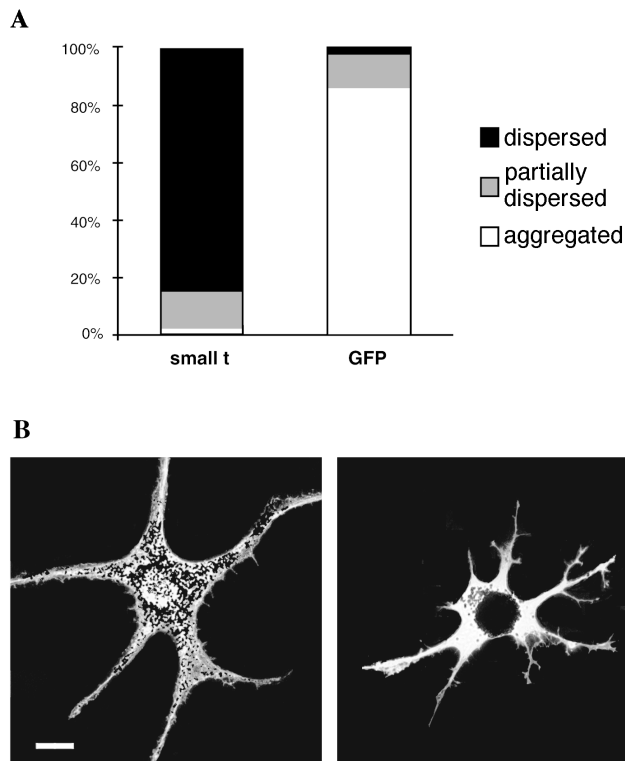 A
100%
80%
60%
40%
20%
0%
small t
GFP
dispersed
partially
dispersed
aggregated
B